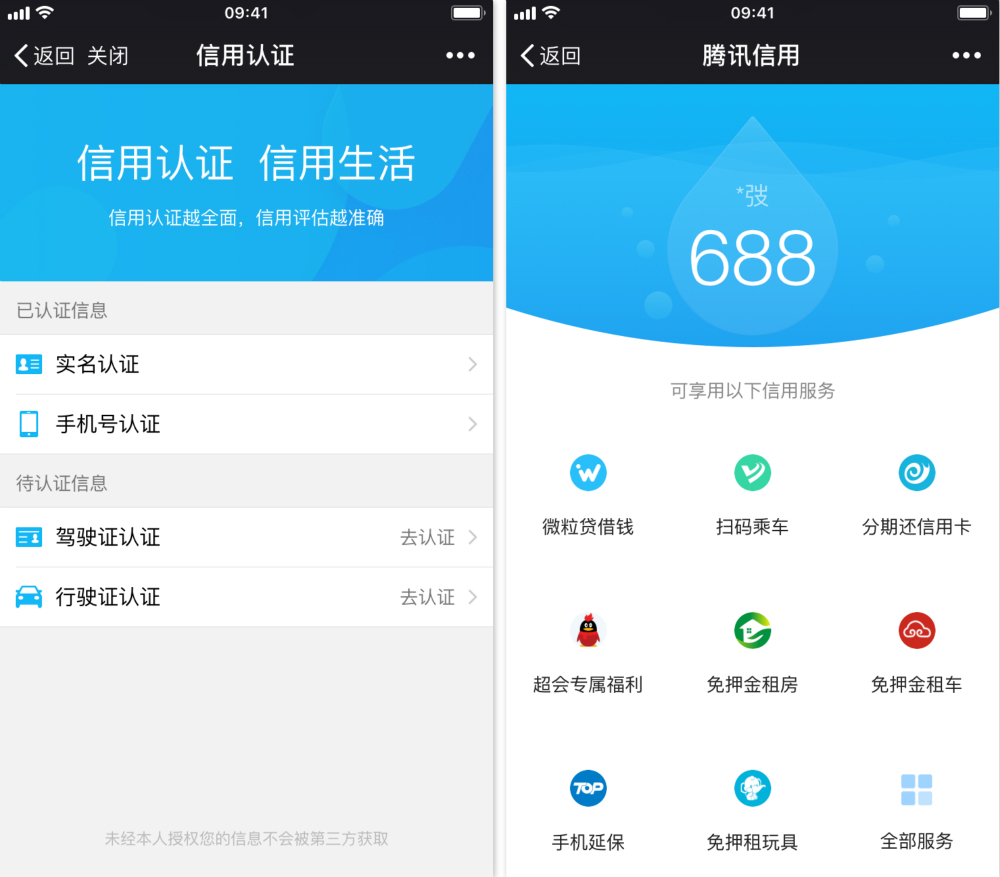 09:41
返回 关闭 信用认证
信用认证 信用生活
信用认证越全面，信用评估越准确
已认证信息
实名认证
手机号认证
待认证信息
驾驶证认证 去认证
行驶证认证 去认证
未经本人授权您的信息不会被第三方获取
09:41
返回 腾讯信用
688
可享用以下信用服务
微粒贷借钱 扫码乘车 分期还信用卡
超会专属福利 免押金租房 免押金租车
TOP
手机延保 免押租玩具 全部服务